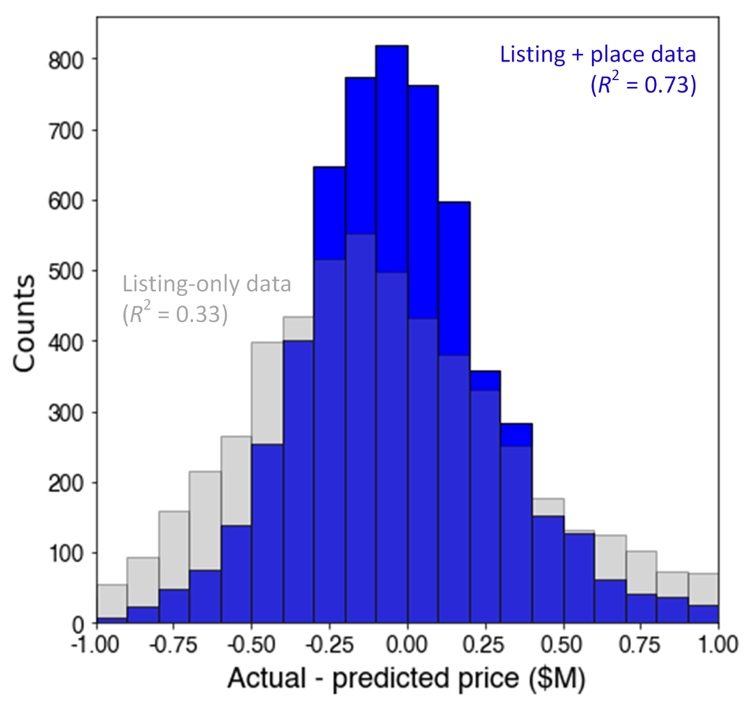 Listing + place data
(R² = 0.73)
Listing-only data
(R² = 0.33)
Counts
800
700
600
500
400
300
200
100
0
-1.00 -0.75 -0.50 -0.25 0.00 0.25 0.50 0.75 1.00
Actual - predicted price ($M)